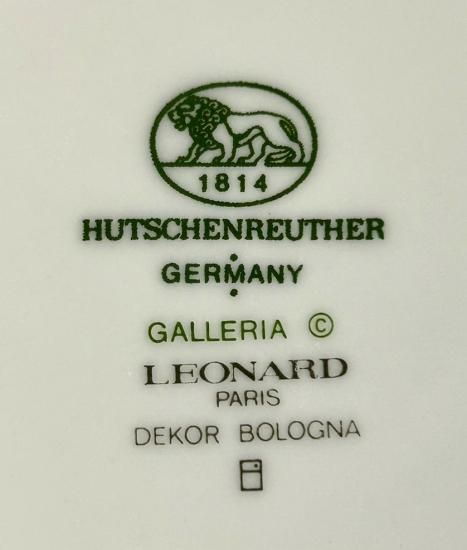 1814
HUTSCHENREUTHER
GERMANY
GALLERIA ©
LEONARD
PARIS
DEKOR BOLOGNA